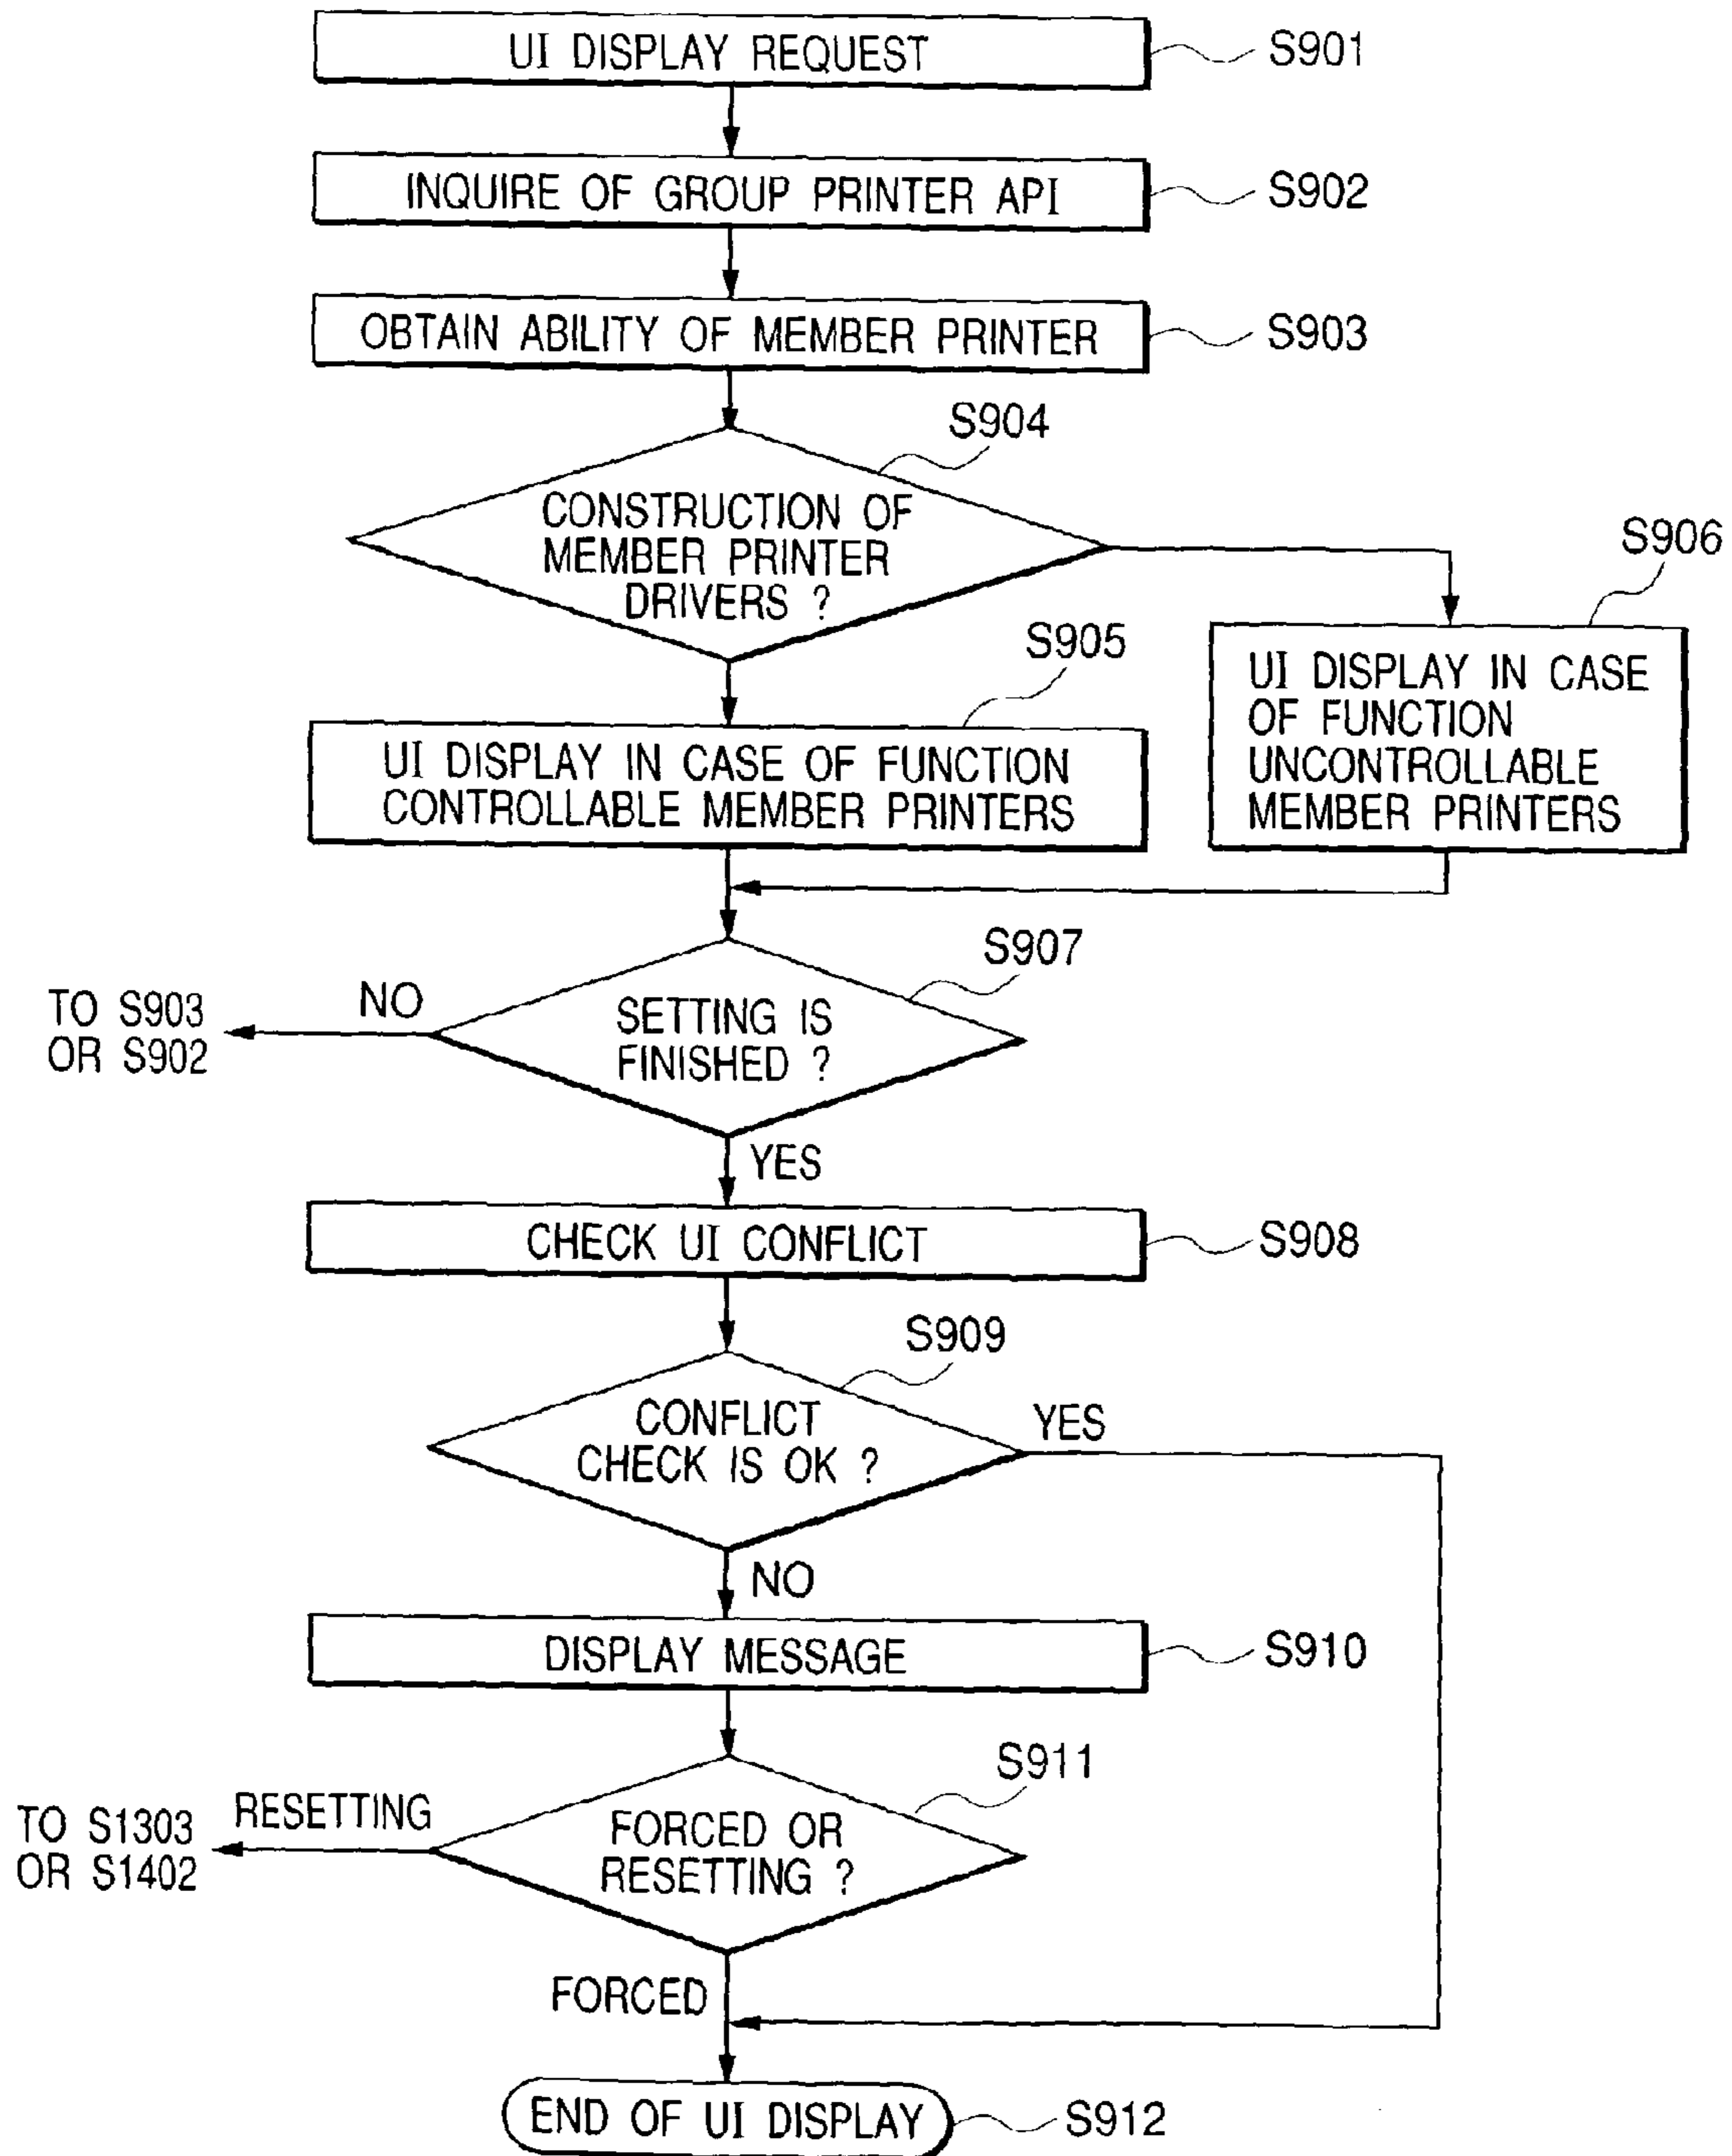 UI DISPLAY REQUEST
S901
INQUIRE OF GROUP PRINTER API
S902
OBTAIN ABILITY OF MEMBER PRINTER
S903
S904
CONSTRUCTION OF
MEMBER PRINTER
DRIVERS ?
S906
S905
UI DISPLAY IN CASE OF FUNCTION
CONTROLLABLE MEMBER PRINTERS
UI DISPLAY IN CASE
OF FUNCTION
UNCONTROLLABLE
MEMBER PRINTERS
S907
SETTING IS
FINISHED ?
NO
TO S903
OR S902
YES
CHECK UI CONFLICT
S908
S909
CONFLICT
CHECK IS OK ?
YES
NO
DISPLAY MESSAGE
S910
S911
FORCED OR
RESETTING ?
RESETTING
TO S1303
OR S1402
FORCED
END OF UI DISPLAY
S912